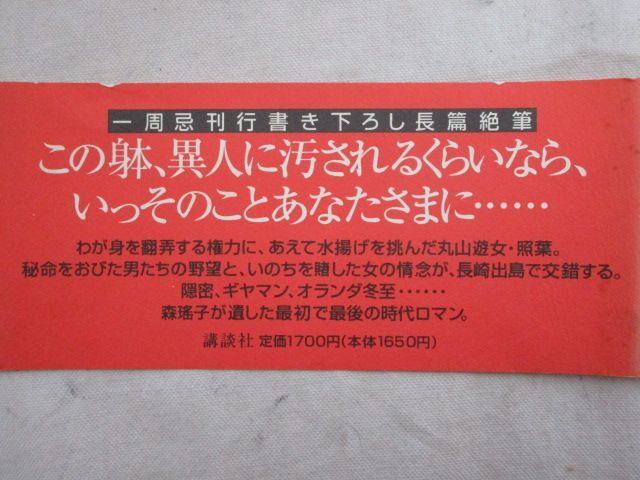 一周忌刊行書き下ろし長篇絶筆
この躰、異人に汚されるくらいなら、
いっそのことあなたさまに……
わが身を翻弄する権力に、あえて水揚げを挑んだ丸山遊女・照葉。
秘命をおびた男たちの野望と、いのちを賭した女の情念が、長崎出島で交錯する。
隠密、ギヤマン、オランダ冬至……
森瑤子が遺した最初で最後の時代ロマン。
講談社 定価1700円(本体1650円)